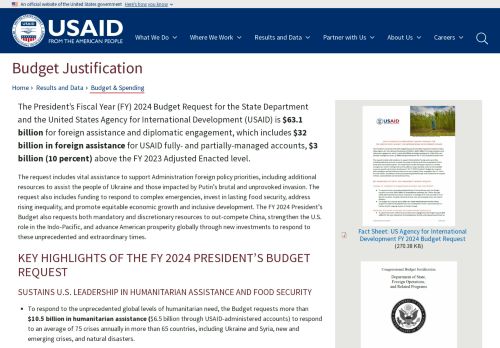 An official website of the United States government Here's how you know
USAID
FROM THE AMERICAN PEOPLE
What We Do
Where We Work
Results and Data
Partner with Us
About Us
Careers
Budget Justification
Home › Results and Data › Budget & Spending
The President's Fiscal Year (FY) 2024 Budget Request for the State Department
and the United States Agency for International Development (USAID) is $63.1
billion for foreign assistance and diplomatic engagement, which includes $32
billion in foreign assistance for USAID fully- and partially-managed accounts, $3
billion (10 percent) above the FY 2023 Adjusted Enacted level.
The request includes vital assistance to support Administration foreign policy priorities, including additional
resources to assist the people of Ukraine and those impacted by Putin's brutal and unprovoked invasion. The
request also includes funding to respond to complex emergencies, invest in lasting food security, address
rising inequality, and promote equitable economic growth and inclusive development. The FY 2024 President's
Budget also requests both mandatory and discretionary resources to out-compete China, strengthen the U.S.
role in the Indo-Pacific, and advance American prosperity globally through new investments to respond to
these unprecedented and extraordinary times.
KEY HIGHLIGHTS OF THE FY 2024 PRESIDENT'S BUDGET
REQUEST
SUSTAINS U.S. LEADERSHIP IN HUMANITARIAN ASSISTANCE AND FOOD SECURITY
• To respond to the unprecedented global levels of humanitarian need, the Budget requests more than
$10.5 billion in humanitarian assistance ($6.5 billion through USAID-administered accounts) to respond
to an average of 75 crises annually in more than 65 countries, including Ukraine and Syria, new and
emerging crises, and natural disasters.
USAID
Fact Sheet: US Agency for International
Development FY 2024 Budget Request
(270.38 KB)
Congressional Budget Justification
Department of State,
Foreign Operations,
and Related Programs